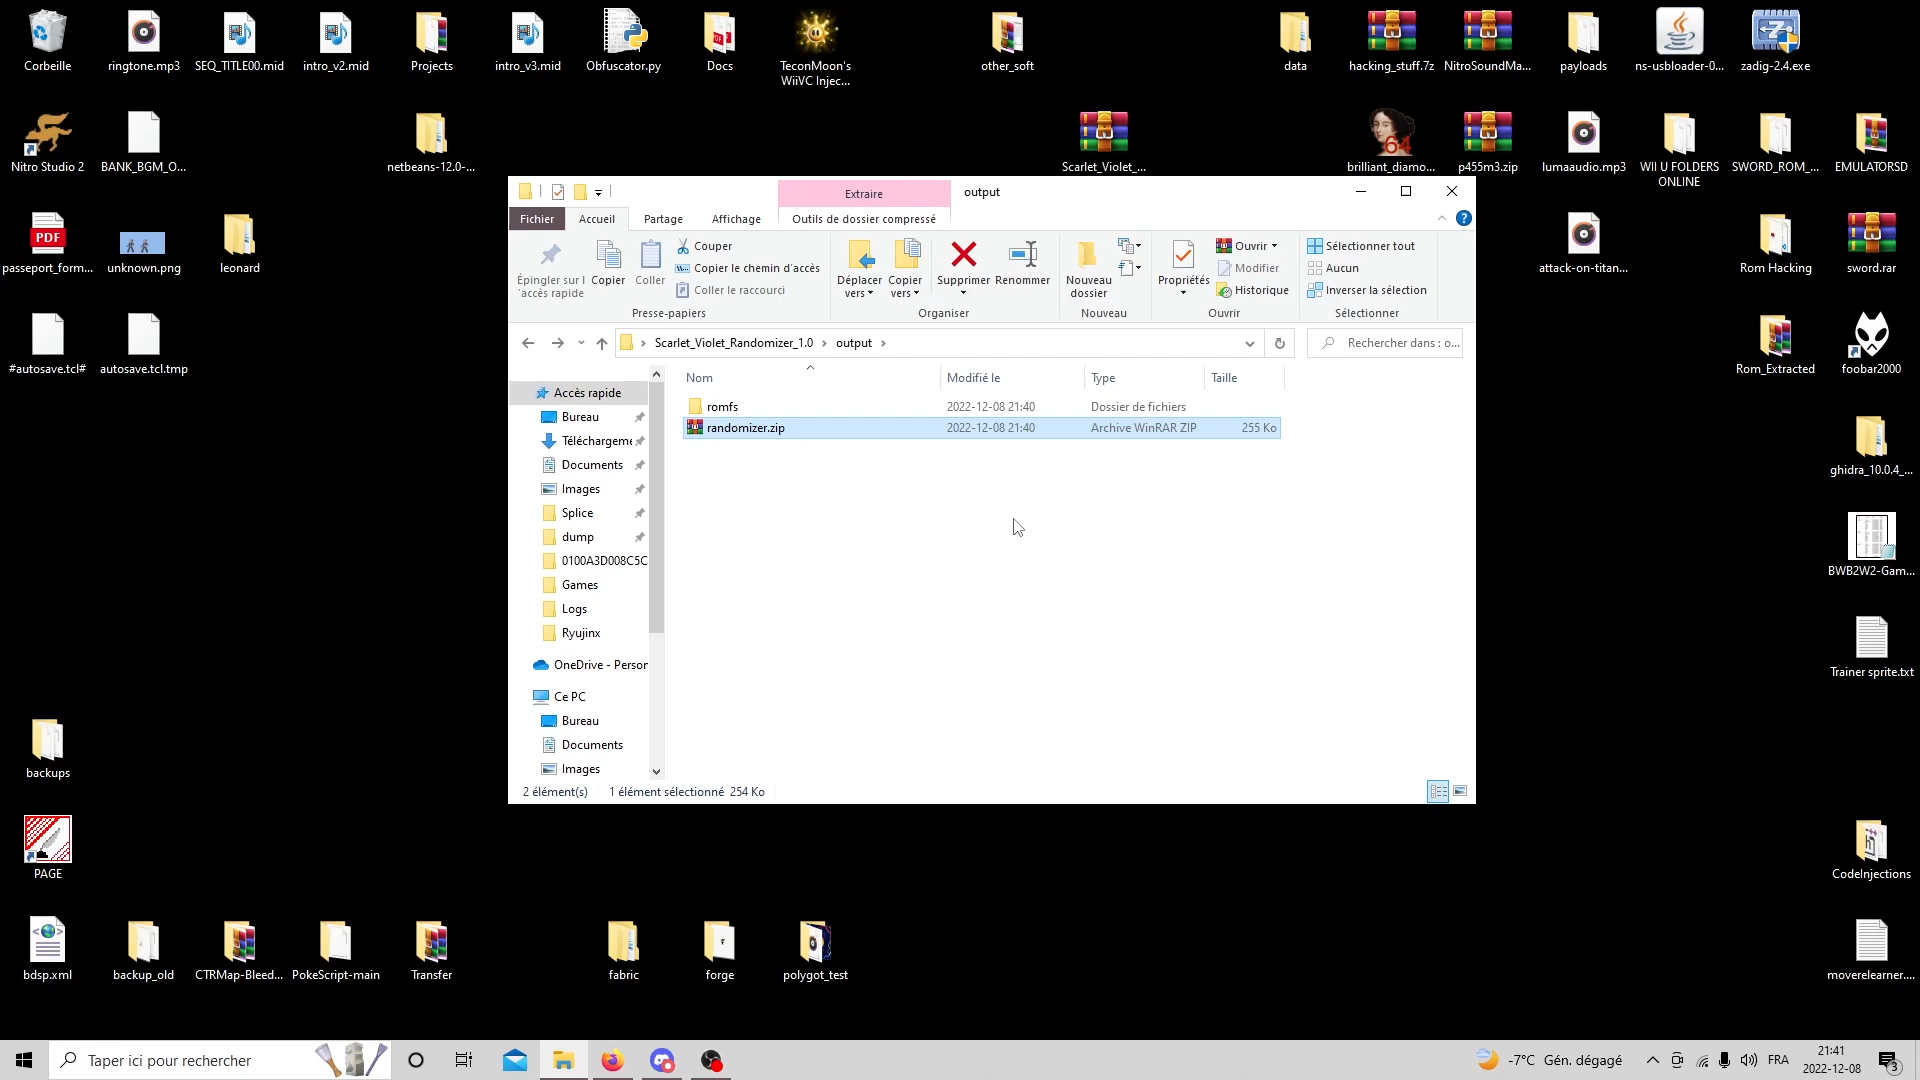 Corbeille
ringtone.mp3
SEQ_TITLE00.mid
intro_v2.mid
Projects
intro_v3.mid
Obfuscator.py
Docs
TeconMoon's
WiiVC Injec...
other_soft
data
hacking_stuff.7z
NitroSoundMa...
payloads
ns-usbloader-0...
zadig-2.4.exe
Nitro Studio 2
BANK_BGM_O...
netbeans-12.0-...
Scarlet_Violet_...
64
brilliant_diamo...
p455m3.zip
lumaaudio.mp3
WII U FOLDERS
ONLINE
SWORD_ROM_...
EMULATORSD
PDF
passeport_form...
unknown.png
leonard
attack-on-titan...
Rom Hacking
sword.rar
#autosave.tcl#
autosave.tcl.tmp
Rom_Extracted
foobar2000
ghidra_10.0.4_...
BWB2W2-Gam...
Trainer sprite.txt
backups
PAGE
CodeInjections
bdsp.xml
backup_old
CTRMap-Bleed...
PokeScript-main
Transfer
fabric
forge
polygot_test
moverelearner....
Extraire
output
Fichier
Accueil
Partage
Affichage
Outils de dossier compressé
Épingler sur l
'accès rapide
Copier
Coller
Couper
Copier le chemin d'accès
Coller le raccourci
Presse-papiers
Déplacer
vers
Copier
vers
Supprimer
Renommer
Organiser
Nouveau
dossier
Nouveau
Propriétés
Ouvrir
Modifier
Historique
Ouvrir
Sélectionner tout
Aucun
Inverser la sélection
Sélectionner
Scarlet_Violet_Randomizer_1.0 › output
Rechercher dans : o...
Nom
Modifié le
Type
Taille
romfs
2022-12-08 21:40
Dossier de fichiers
randomizer.zip
2022-12-08 21:40
Archive WinRAR ZIP
255 Ko
Accès rapide
Bureau
Téléchargeme
Documents
Images
Splice
dump
0100A3D008C5C
Games
Logs
Ryujinx
OneDrive - Person
Ce PC
Bureau
Documents
Images
2 élément(s)
1 élément sélectionné 254 Ko
Taper ici pour rechercher
-7°C Gén. dégagé
FRA
21:41
2022-12-08
3